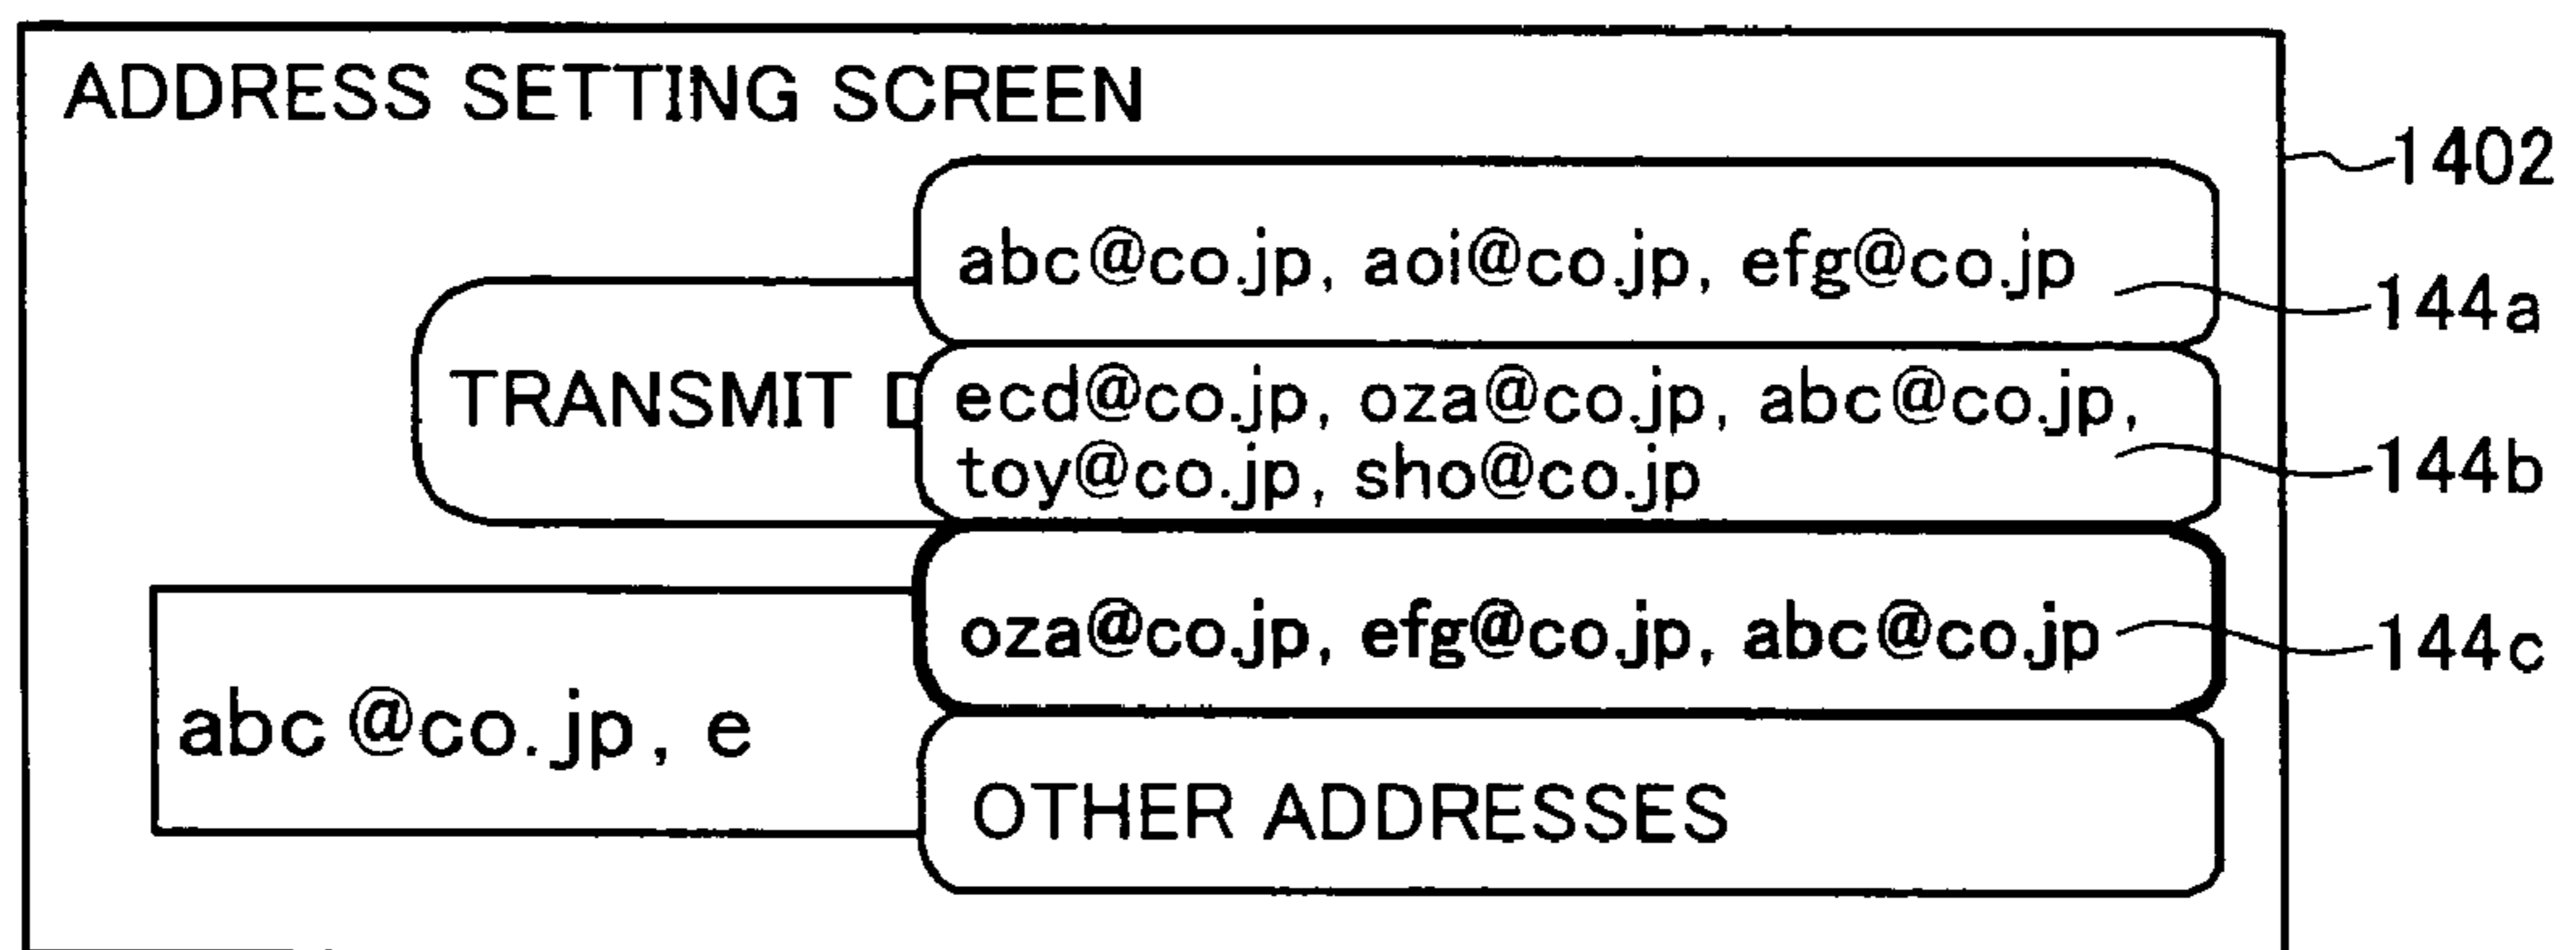 ADDRESS SETTING SCREEN
1402
abc@co.jp, aoi@co.jp, efg@co.jp
144a
TRANSMIT
ecd@co.jp, oza@co.jp, abc@co.jp,
toy@co.jp, sho@co.jp
144b
oza@co.jp, efg@co.jp, abc@co.jp
144c
abc@co.jp, e
OTHER ADDRESSES